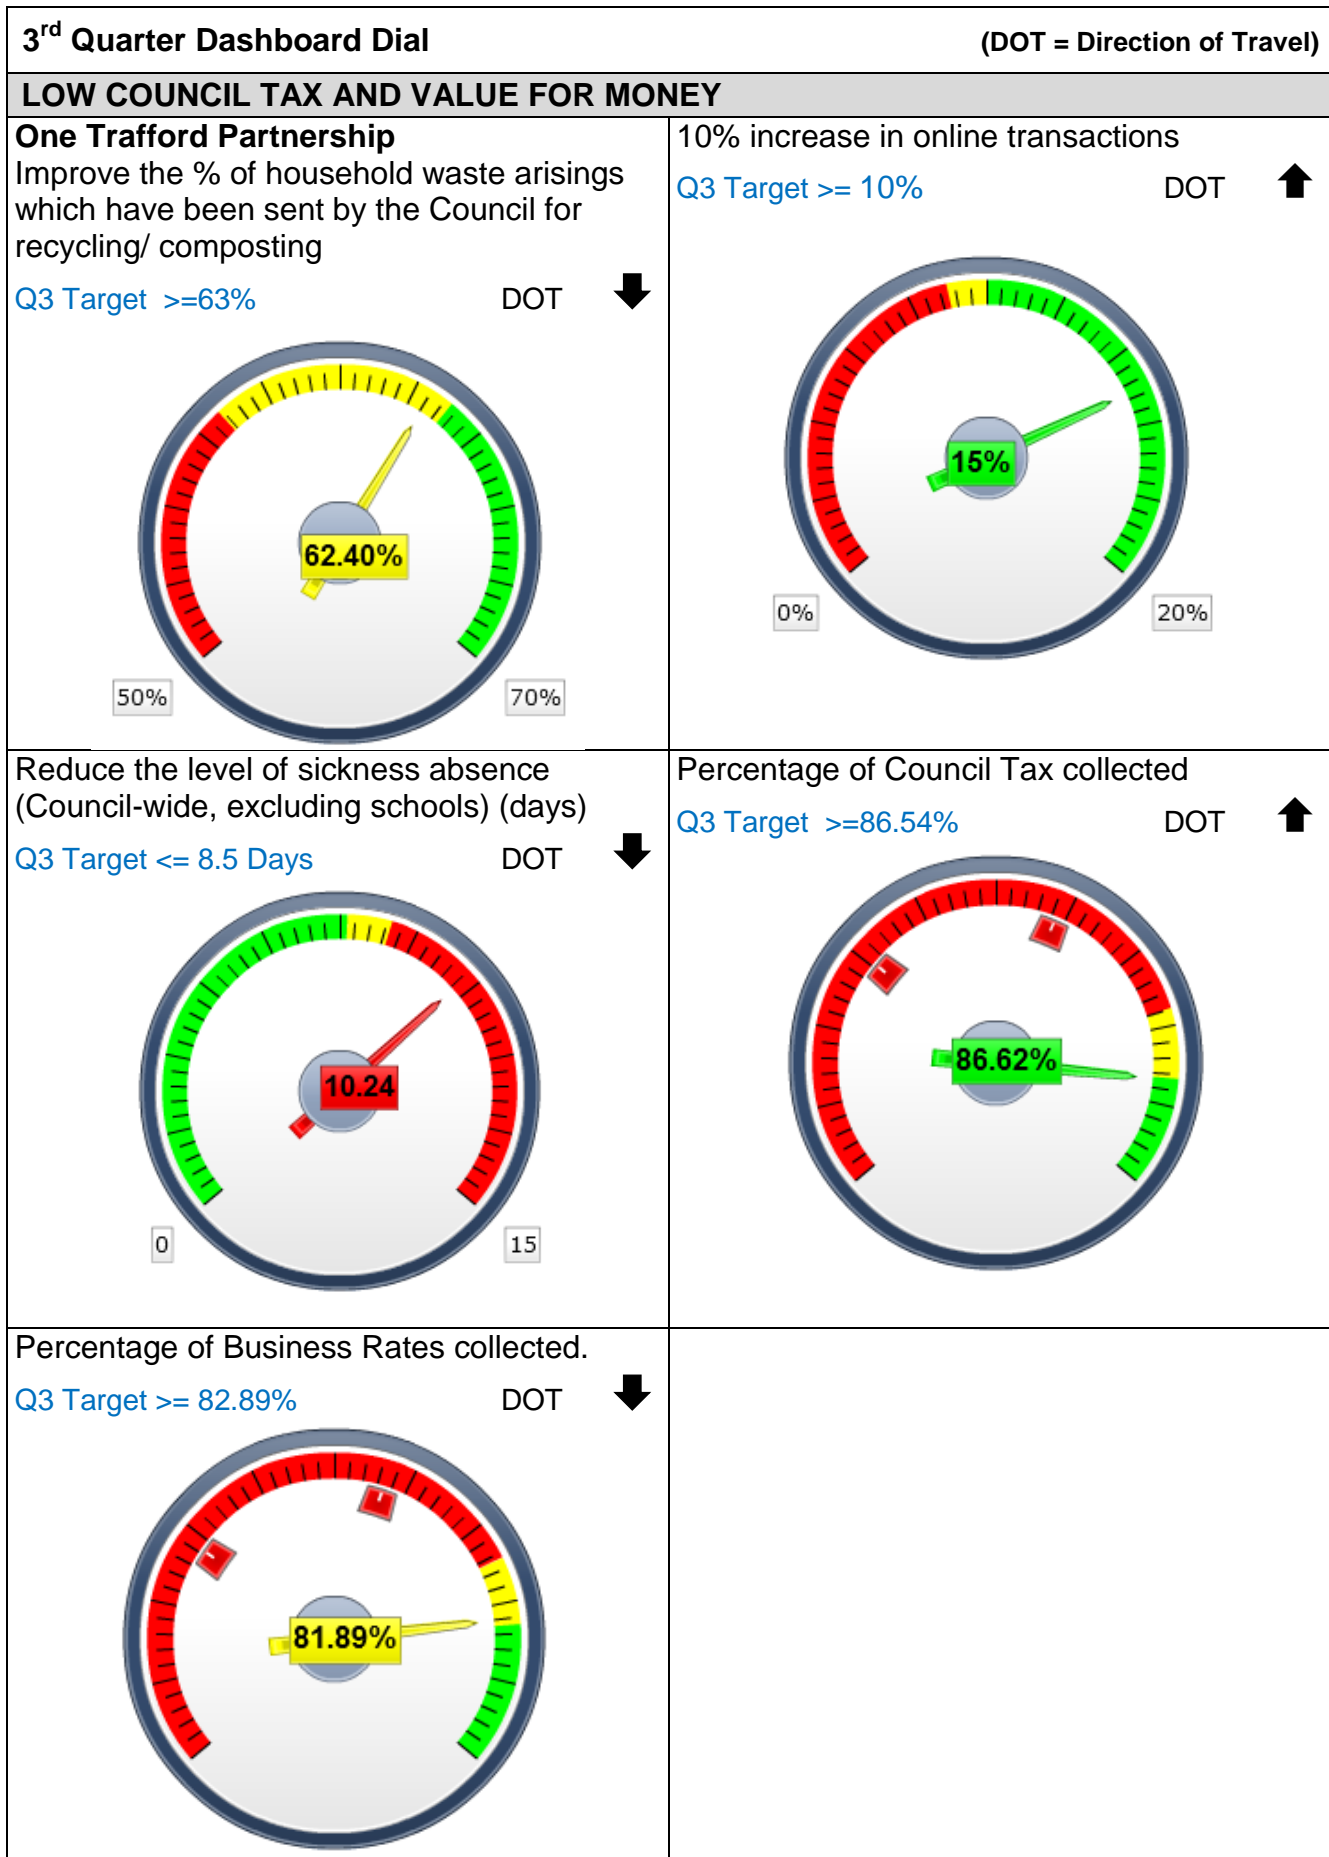 3rd Quarter Dashboard Dial
(DOT = Direction of Travel)
LOW COUNCIL TAX AND VALUE FOR MONEY
One Trafford Partnership
Improve the % of household waste arisings
which have been sent by the Council for
recycling/ composting
Q3 Target >=63%
DOT
62.40%
50%
70%
10% increase in online transactions
Q3 Target >= 10%
DOT
15%
0%
20%
Reduce the level of sickness absence
(Council-wide, excluding schools) (days)
Q3 Target <= 8.5 Days
DOT
10.24
0
15
Percentage of Council Tax collected
Q3 Target >=86.54%
DOT
86.62%
Percentage of Business Rates collected.
Q3 Target >= 82.89%
DOT
81.89%